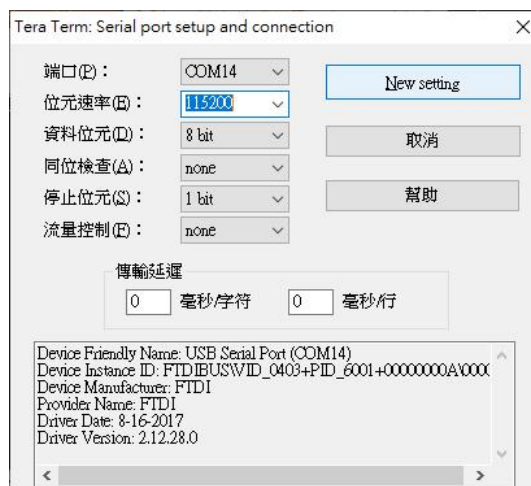 Tera Term: Serial port setup and connection
端口(P)： COM14
New setting
位元速率(E)： 115200
資料位元(D)： 8 bit
取消
同位檢查(A)： none
停止位元(S)： 1 bit
幫助
流量控制(F)： none
傳輸延遲
0 毫秒/字符 0 毫秒/行
Device Friendly Name: USB Serial Port (COM14)
Device Instance ID: FTDIBUS\VID_0403+PID_6001+00000000A\000
Device Manufacturer: FTDI
Provider Name: FTDI
Driver Date: 8-16-2017
Driver Version: 2.12.28.0